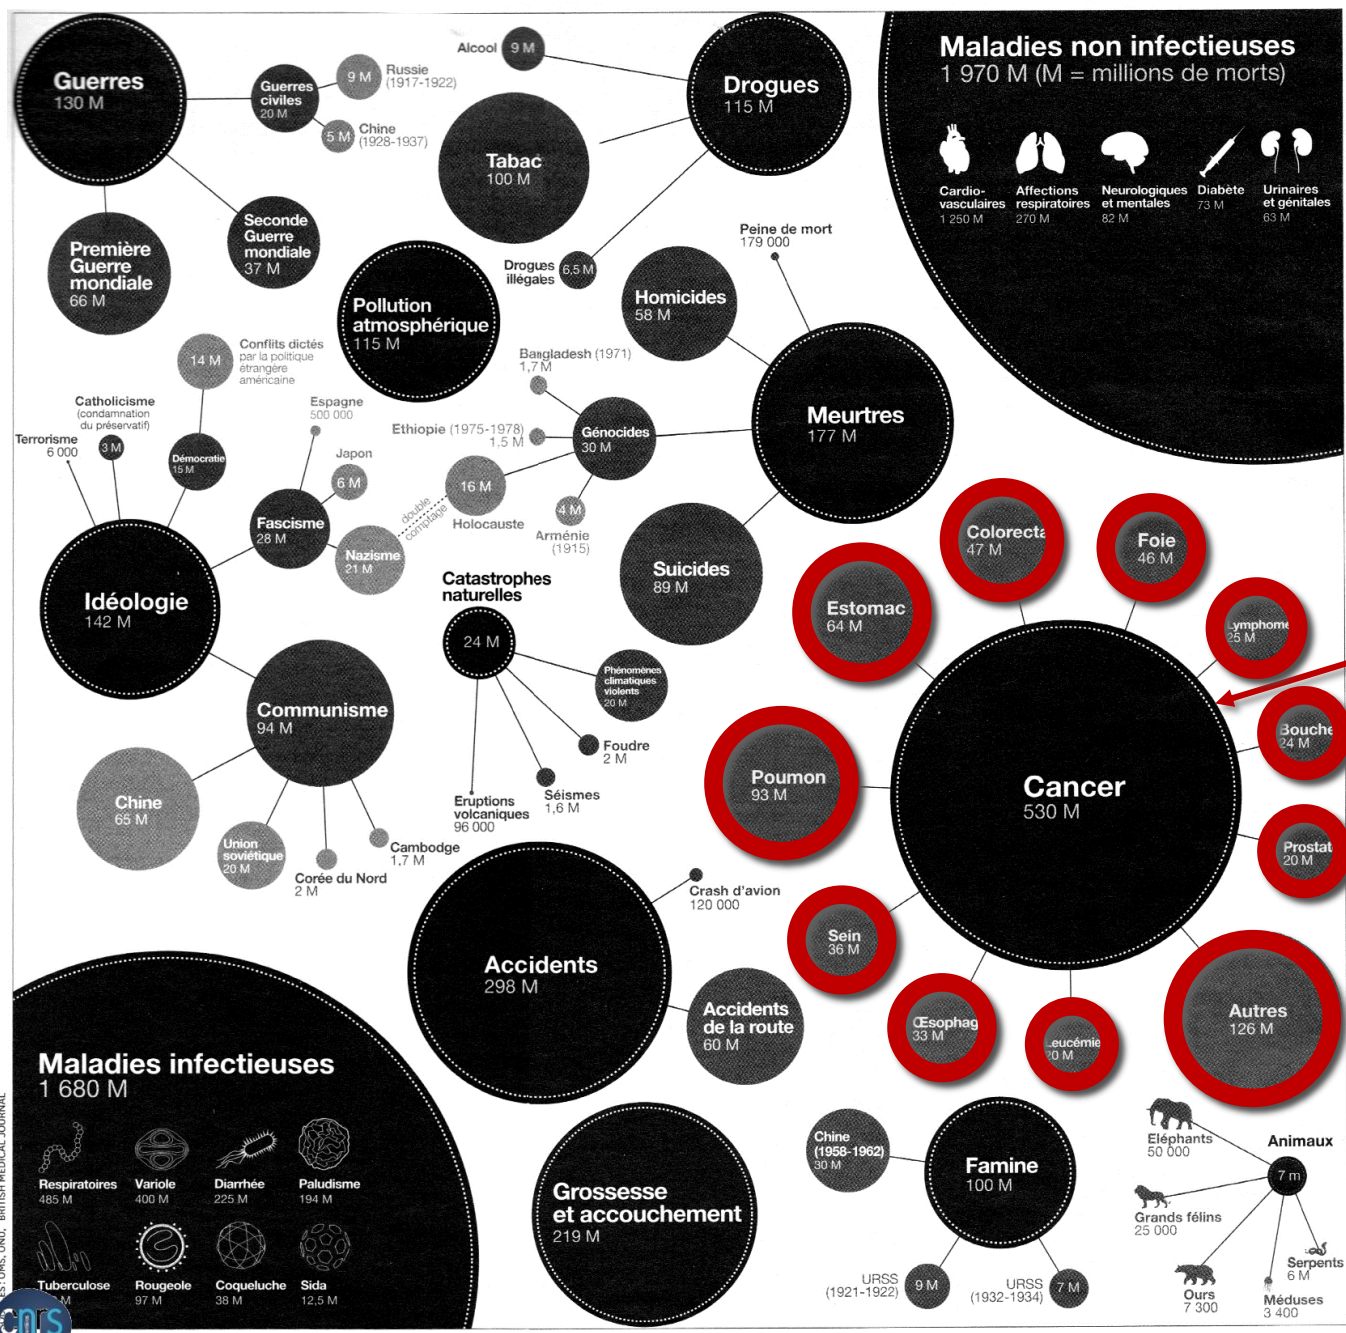 Guerres
130 M
Guerres
civiles
20 M
9 M
Russie
(1917-1922)
5 M
Chine
(1928-1937)
Première
Guerre
mondiale
66 M
Seconde
Guerre
mondiale
37 M
Alcool
9 M
Drogues
115 M
Tabac
100 M
Drogues
illégales
6,5 M
Maladies non infectieuses
1 970 M (M = millions de morts)
Cardio-
vasculaires
1 250 M
Affections
respiratoires
270 M
Neurologiques
et mentales
82 M
Diabète
73 M
Urinaires
et génitales
63 M
Pollution
atmosphérique
115 M
Peine de mort
179 000
Homicides
58 M
Meurtres
177 M
Bangladesh (1971)
1,7 M
Ethiopie (1975-1978)
1,5 M
Génocides
30 M
16 M
Holocauste
4 M
Arménie
(1915)
Suicides
89 M
14 M
Conflits dictés
par la politique
étrangère
américaine
Catholicisme
(condamnation
du préservatif)
3 M
Terrorisme
6 000
Démocratie
15 M
Espagne
500 000
Japon
6 M
Fascisme
28 M
Nazisme
21 M
double
comptage
Idéologie
142 M
Communisme
94 M
Chine
65 M
Union
soviétique
20 M
Corée du Nord
2 M
Cambodge
1,7 M
Catastrophes
naturelles
24 M
Phénomènes
climatiques
violents
20 M
Foudre
2 M
Séismes
1,6 M
Eruptions
volcaniques
96 000
Colorecta
47 M
Foie
46 M
Estomac
64 M
Lymphome
25 M
Bouche
24 M
Poumon
93 M
Cancer
530 M
Prostat
20 M
Sein
36 M
Œsophag
33 M
Leucémie
20 M
Autres
126 M
Accidents
298 M
Crash d'avion
120 000
Accidents
de la route
60 M
Maladies infectieuses
1 680 M
Respiratoires
485 M
Variole
400 M
Diarrhée
225 M
Paludisme
194 M
Tuberculose
M
Rougeole
97 M
Coqueluche
38 M
Sida
12,5 M
Grossesse
et accouchement
219 M
Chine
(1958-1962)
30 M
Famine
100 M
URSS
(1921-1922)
9 M
URSS
(1932-1934)
7 M
Eléphants
50 000
Animaux
7 m
Grands félins
25 000
Ours
7 300
Serpents
6 M
Méduses
3 400
ES : OMS, OND, BRITISH MEDICAL JOURNAL
cnrs